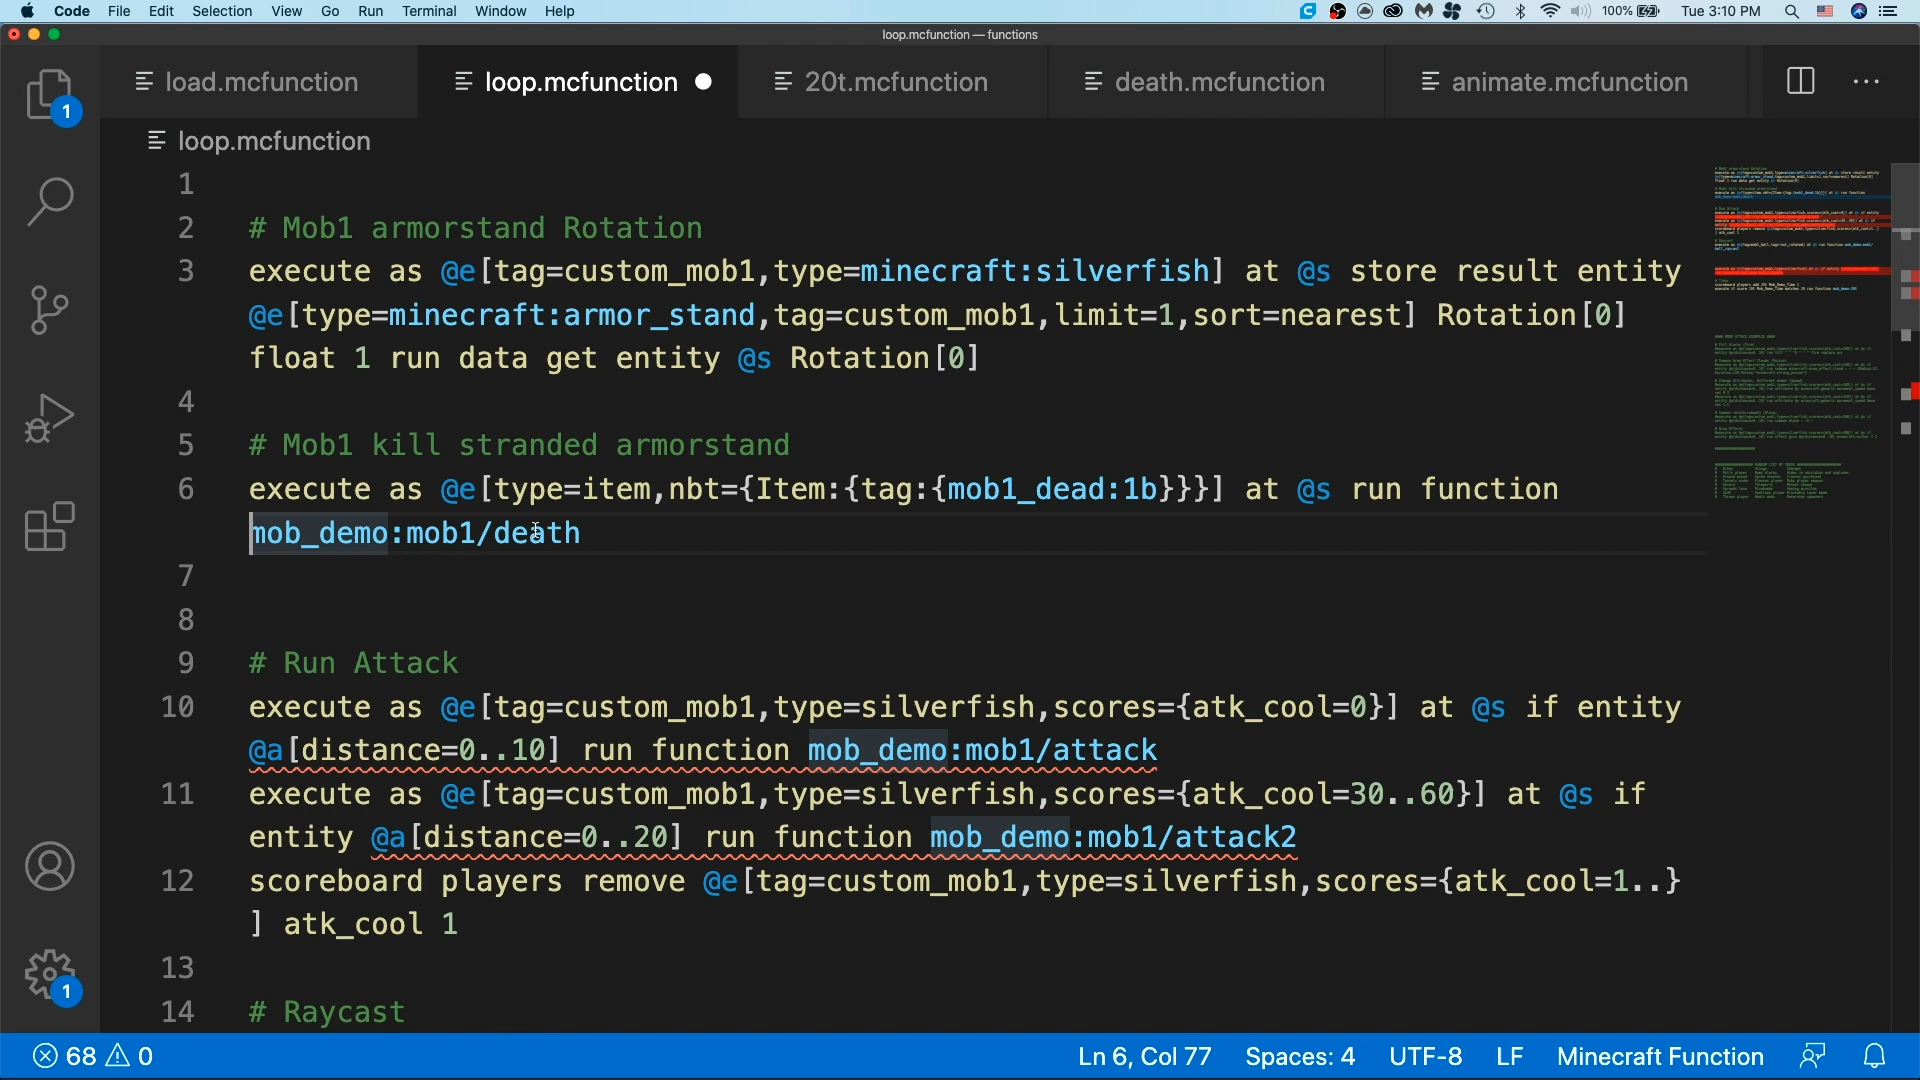 Code File Edit Selection View Go Run Terminal Window Help 100% Tue 3:10 PM
loop.mcfunction — functions
load.mcfunction loop.mcfunction 20t.mcfunction death.mcfunction animate.mcfunction
1
loop.mcfunction
1
2 # Mob1 armorstand Rotation
3 execute as @e[tag=custom_mob1,type=minecraft:silverfish] at @s store result entity
@e[type=minecraft:armor_stand,tag=custom_mob1,limit=1,sort=nearest] Rotation[0]
float 1 run data get entity @s Rotation[0]
4
5 # Mob1 kill stranded armorstand
6 execute as @e[type=item,nbt={Item:{tag:{mob1_dead:1b}}}] at @s run function
mob_demo:mob1/death
7
8
9 # Run Attack
10 execute as @e[tag=custom_mob1,type=silverfish,scores={atk_cool=0}] at @s if entity
@a[distance=0..10] run function mob_demo:mob1/attack
11 execute as @e[tag=custom_mob1,type=silverfish,scores={atk_cool=30..60}] at @s if
entity @a[distance=0..20] run function mob_demo:mob1/attack2
12 scoreboard players remove @e[tag=custom_mob1,type=silverfish,scores={atk_cool=1..}
] atk_cool 1
13
1
14 # Raycast
68 0 Ln 6, Col 77 Spaces: 4 UTF-8 LF Minecraft Function